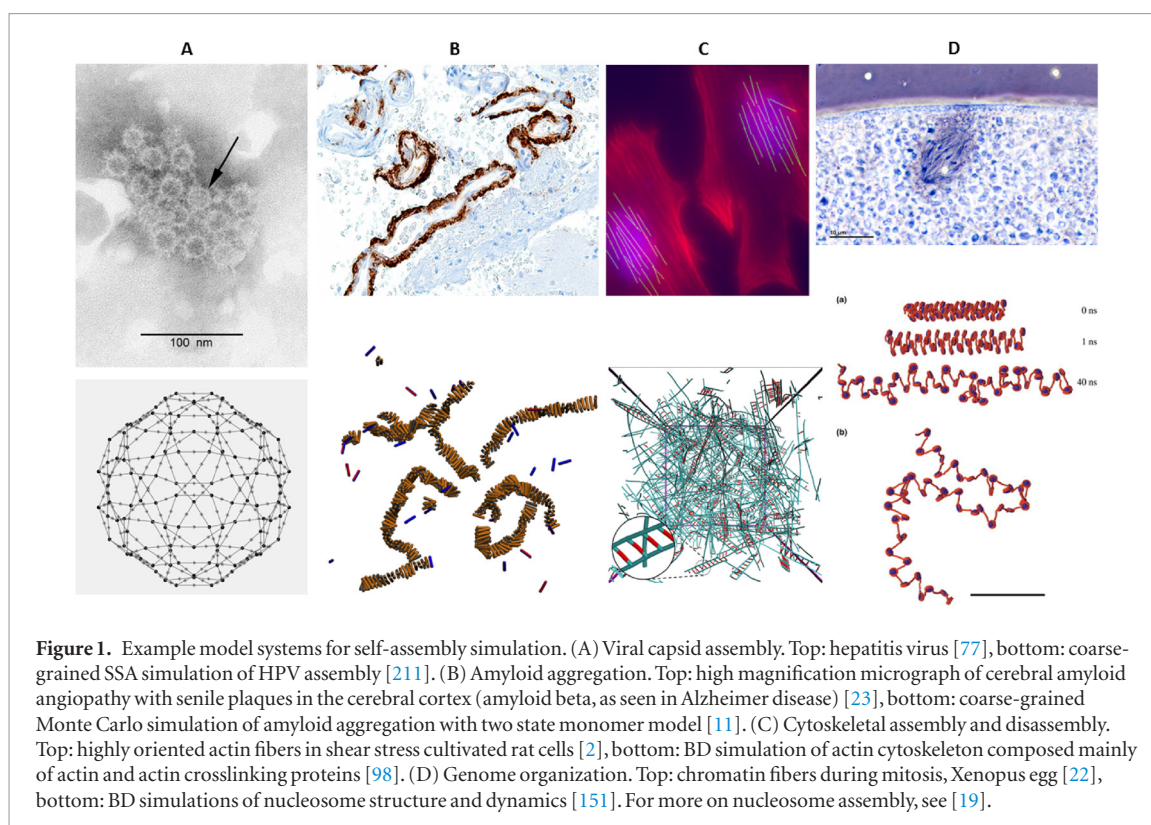 A
B
C
D
100 nm
10 µm
(a)
0 ns
1 ns
40 ns
(b)
Figure 1. Example model systems for self-assembly simulation. (A) Viral capsid assembly. Top: hepatitis virus [77], bottom: coarse-
grained SSA simulation of HPV assembly [211]. (B) Amyloid aggregation. Top: high magnification micrograph of cerebral amyloid
angiopathy with senile plaques in the cerebral cortex (amyloid beta, as seen in Alzheimer disease) [23], bottom: coarse-grained
Monte Carlo simulation of amyloid aggregation with two state monomer model [11]. (C) Cytoskeletal assembly and disassembly.
Top: highly oriented actin fibers in shear stress cultivated rat cells [2], bottom: BD simulation of actin cytoskeleton composed mainly
of actin and actin crosslinking proteins [98]. (D) Genome organization. Top: chromatin fibers during mitosis, Xenopus egg [22],
bottom: BD simulations of nucleosome structure and dynamics [151]. For more on nucleosome assembly, see [19].